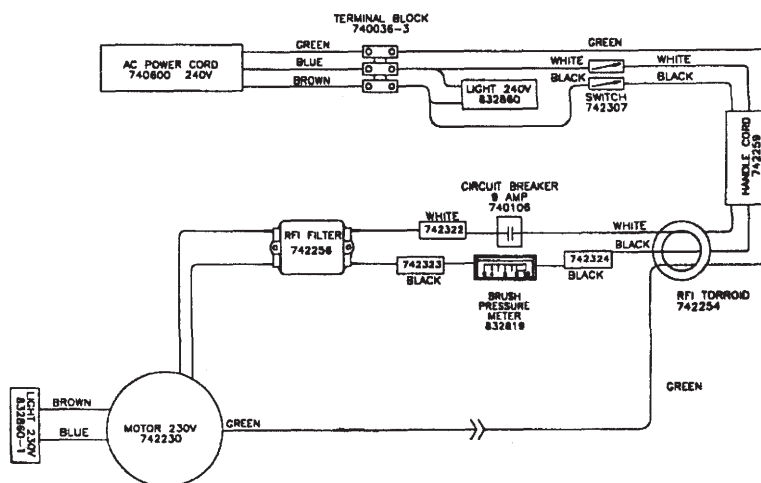 TERMINAL BLOCK
740036-3
GREEN
GREEN
AC POWER CORD
740600 240V
BLUE
BROWN
WHITE
WHITE
BLACK
BLACK
LIGHT 240V
832860
SWITCH
742307
HANDLE CORD
742259
CIRCUIT BREAKER
9 AMP
740106
WHITE
742322
WHITE
RFI FILTER
742256
BLACK
742323
BLACK
742324
BLACK
BRUSH
PRESSURE
METER
832819
RFI TORROID
742254
GREEN
LIGHT 230V
832860-1
BROWN
BLUE
MOTOR 230V
742230
GREEN